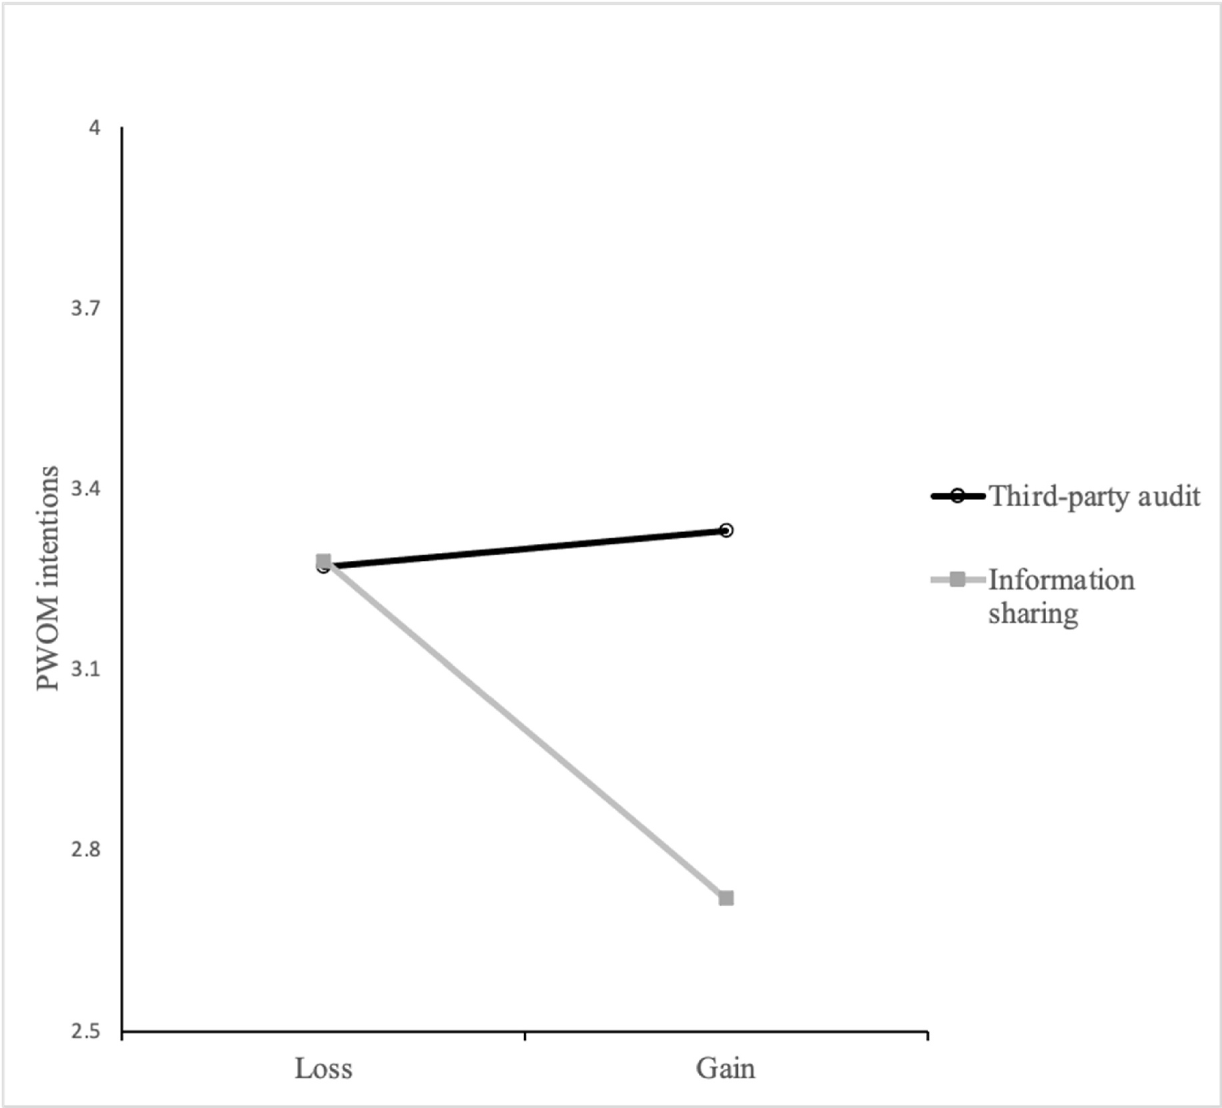 4
3.7
3.4
3.1
2.8
2.5
PWOM intentions
Loss
Gain
Third-party audit
Information
sharing